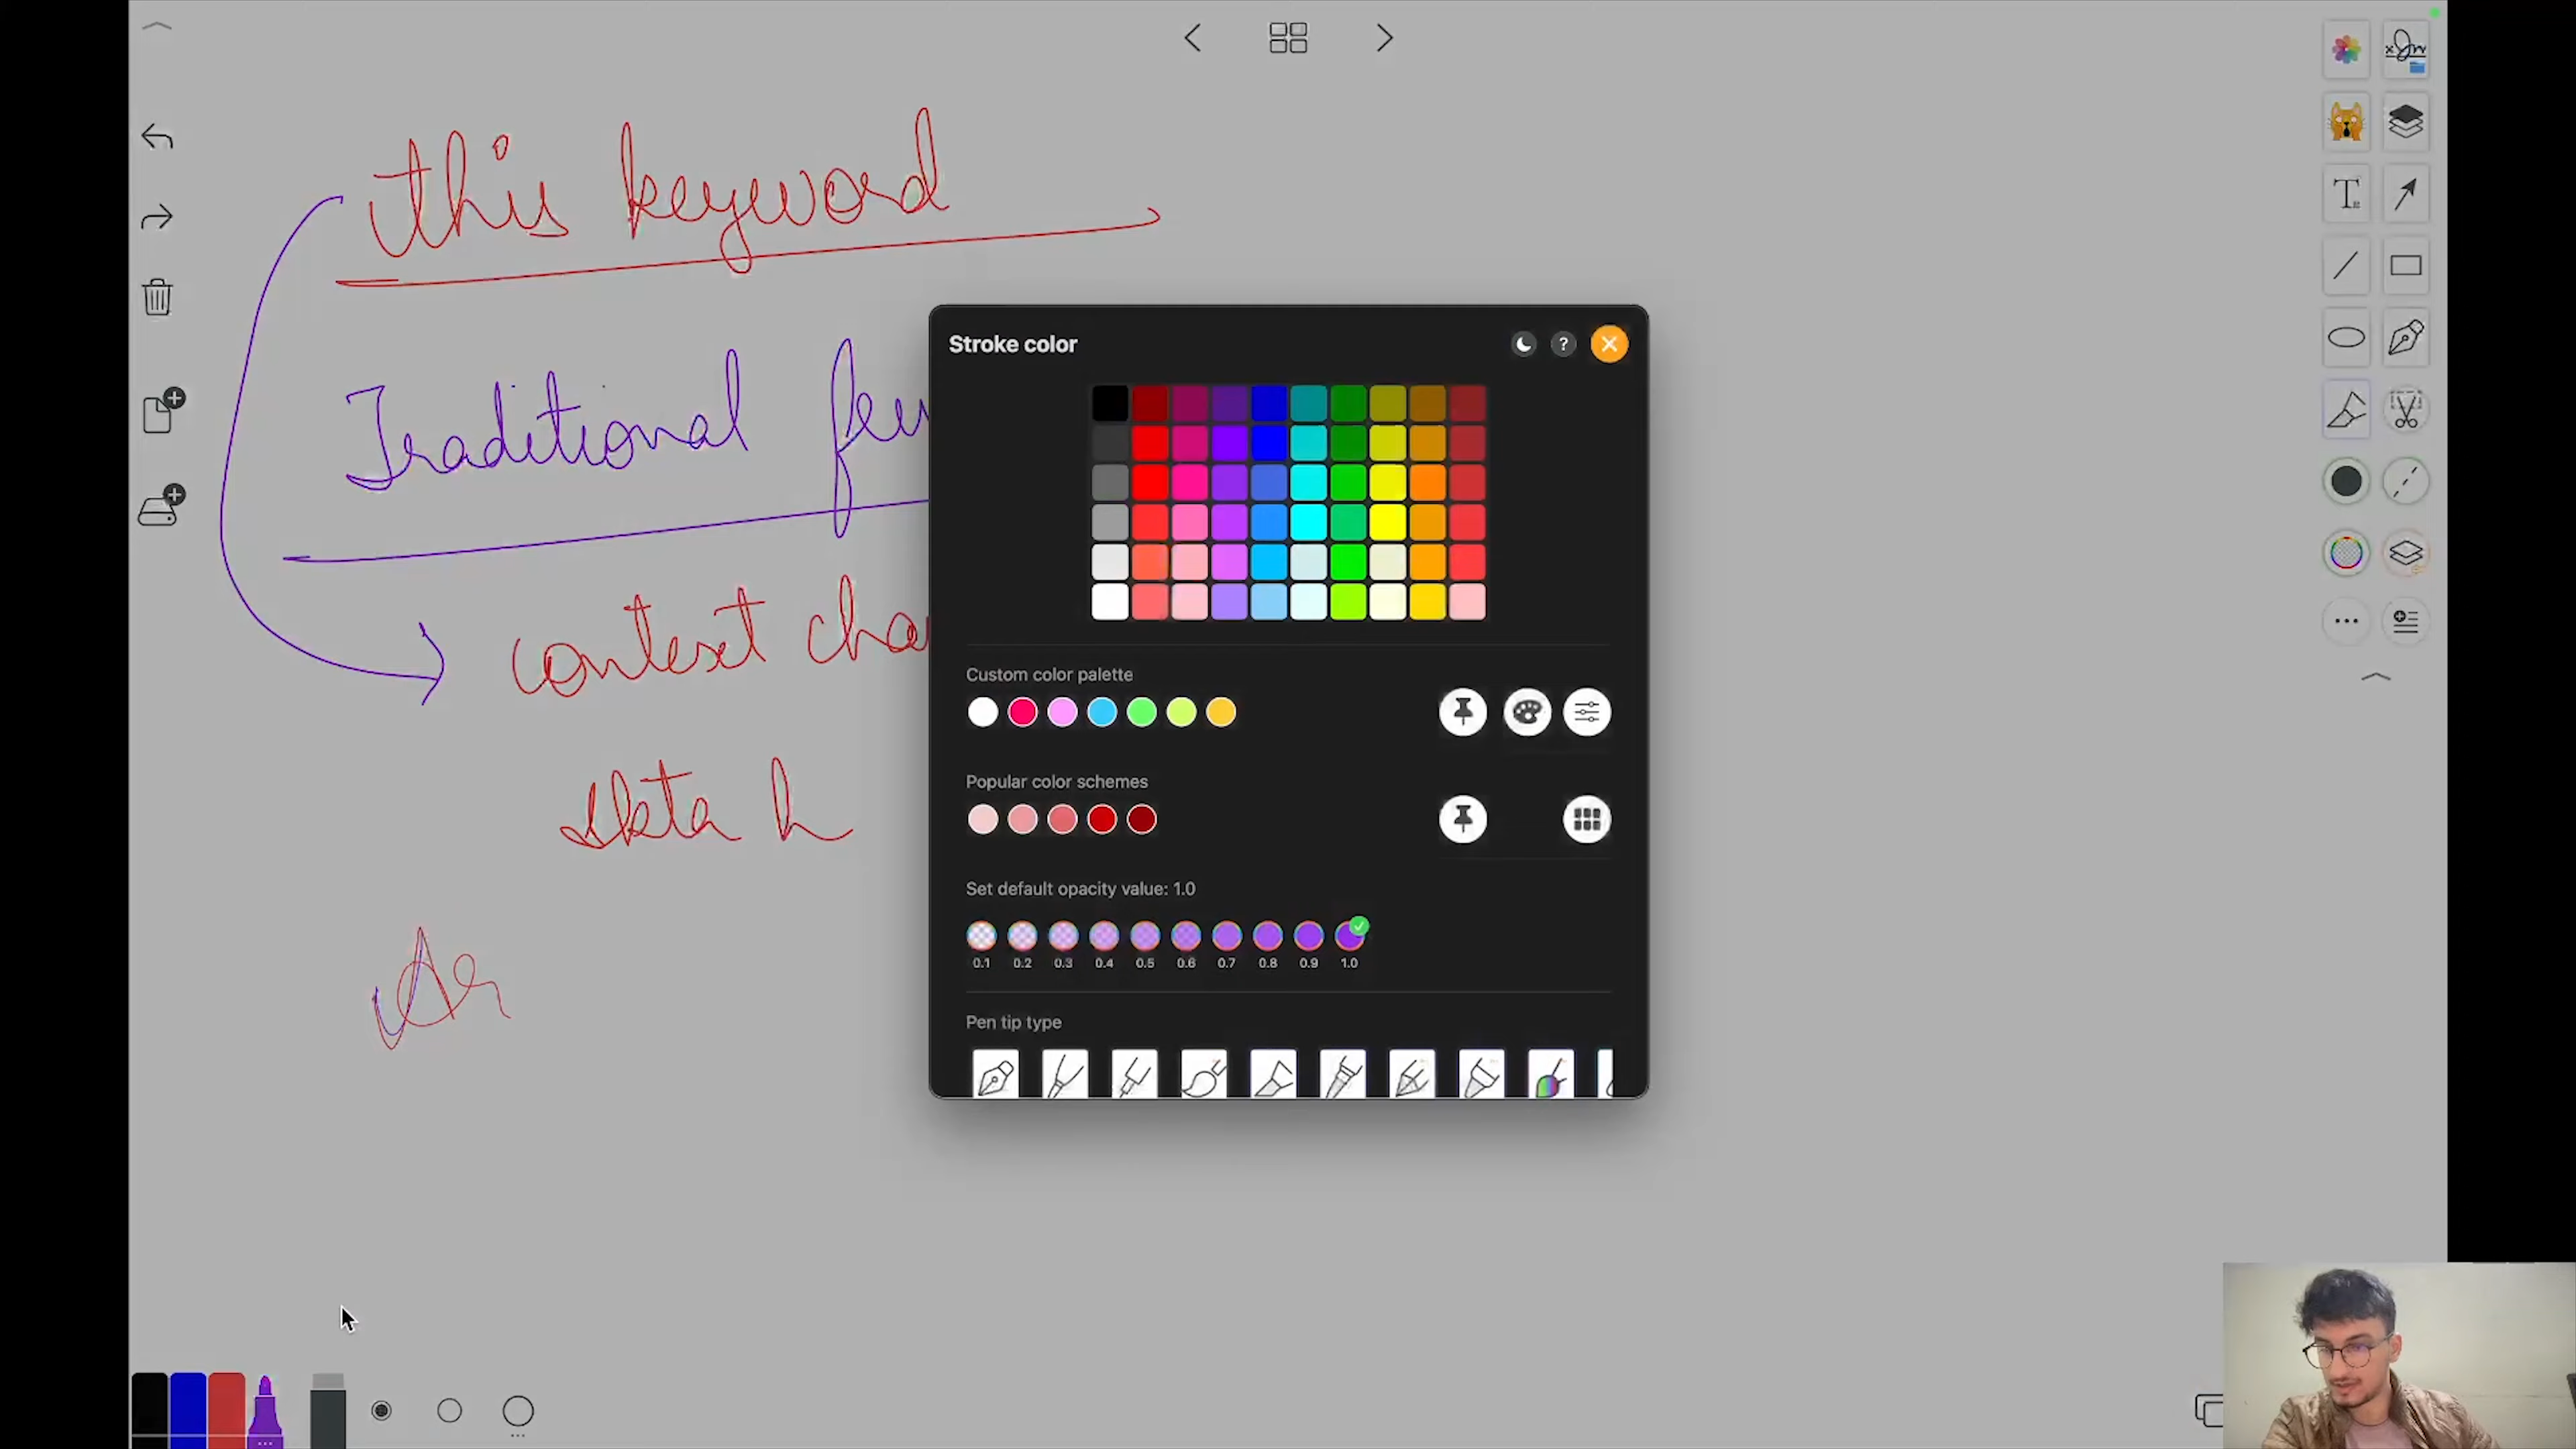 this keyword
Traditional
context
skta h
Ar
Stroke color
?
Custom color palette
Popular color schemes
Set default opacity value: 1.0
0.1 0.2 0.3 0.4 0.5 0.6 0.7 0.8 0.9 1.0
Pen tip type